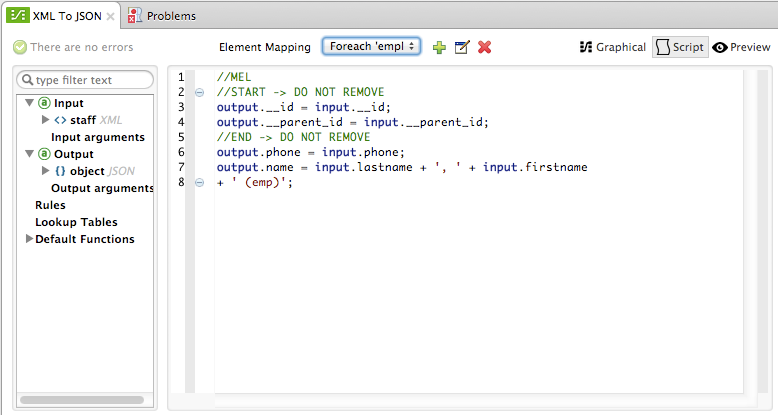 XML To JSON
Problems
There are no errors
Element Mapping
Foreach 'empl
Graphical
Script
Preview
type filter text
Input
staff XML
Input arguments
Output
object JSON
Output arguments
Rules
Lookup Tables
Default Functions
1 //MEL
2 //START -> DO NOT REMOVE
3 output.__id = input.__id;
4 output.__parent_id = input.__parent_id;
5 //END -> DO NOT REMOVE
6 output.phone = input.phone;
7 output.name = input.lastname + ', ' + input.firstname
8 + ' (emp)';